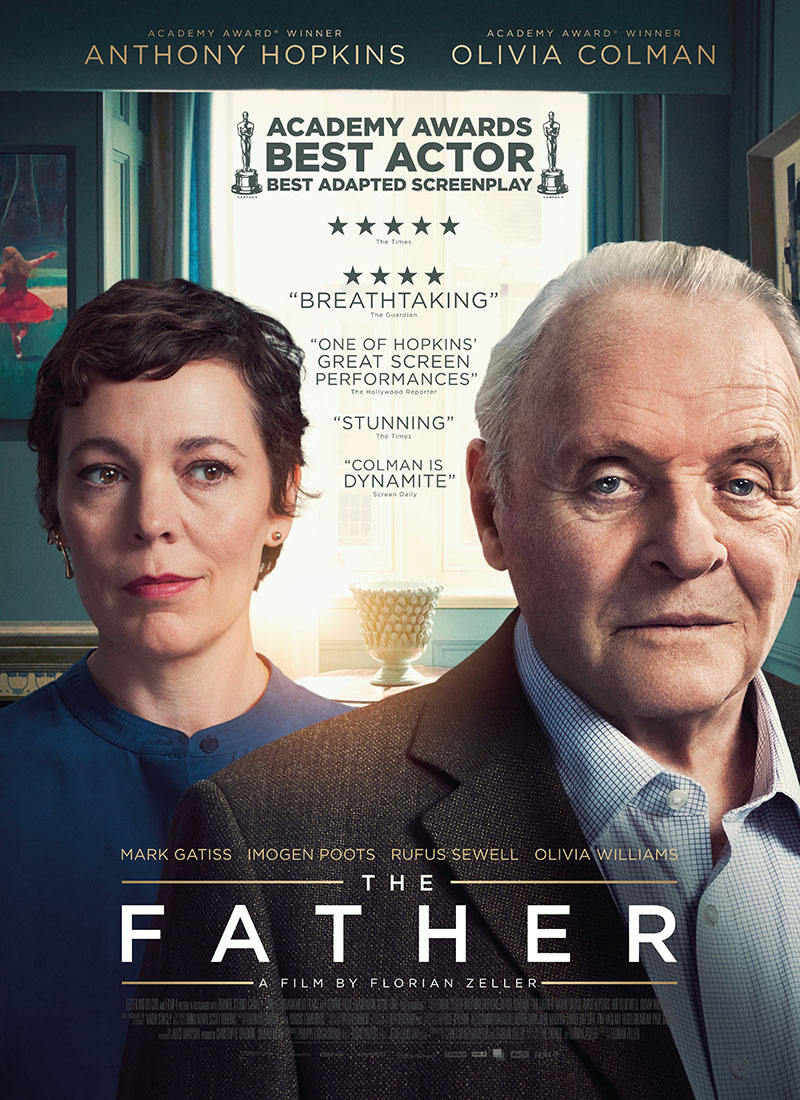 ACADEMY AWARD® WINNER
ANTHONY HOPKINS
ACADEMY AWARD® WINNER
OLIVIA COLMAN
ACADEMY AWARDS
BEST ACTOR
BEST ADAPTED SCREENPLAY
★★★★★
The Times
★★★★
“BREATHTAKING”
The Guardian
“ONE OF HOPKINS’
GREAT SCREEN
PERFORMANCES”
The Hollywood Reporter
“STUNNING”
The Times
“COLMAN IS
DYNAMITE”
Screen Daily
MARK GATISS IMOGEN POOTS RUFUS SEWELL OLIVIA WILLIAMS
THE
FATHER
A FILM BY FLORIAN ZELLER